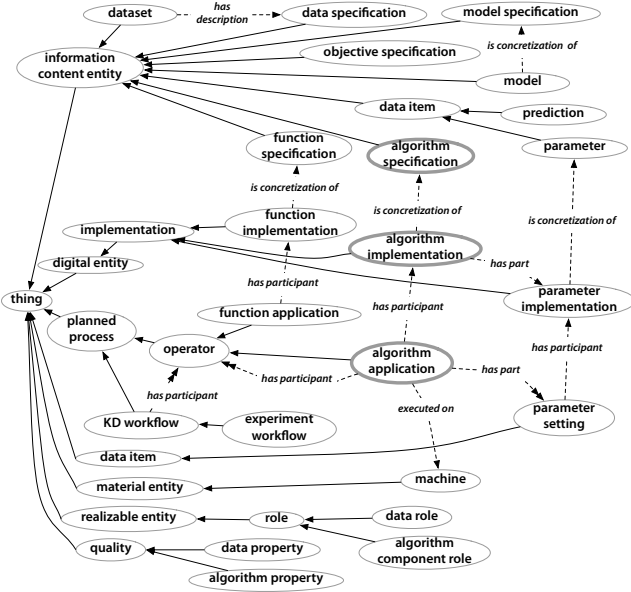 dataset
has
description
data specification
model specification
is concretization of
objective specification
information
content entity
model
data item
prediction
function
specification
algorithm
specification
parameter
is concretization of
is concretization of
is concretization of
function
implementation
implementation
algorithm
implementation
digital entity
has part
thing
has participant
parameter
implementation
planned
process
function application
has participant
operator
has participant
algorithm
application
has participant
has part
has participant
executed on
KD workflow
experiment
workflow
parameter
setting
data item
material entity
machine
realizable entity
role
data role
quality
data property
algorithm
component role
algorithm property